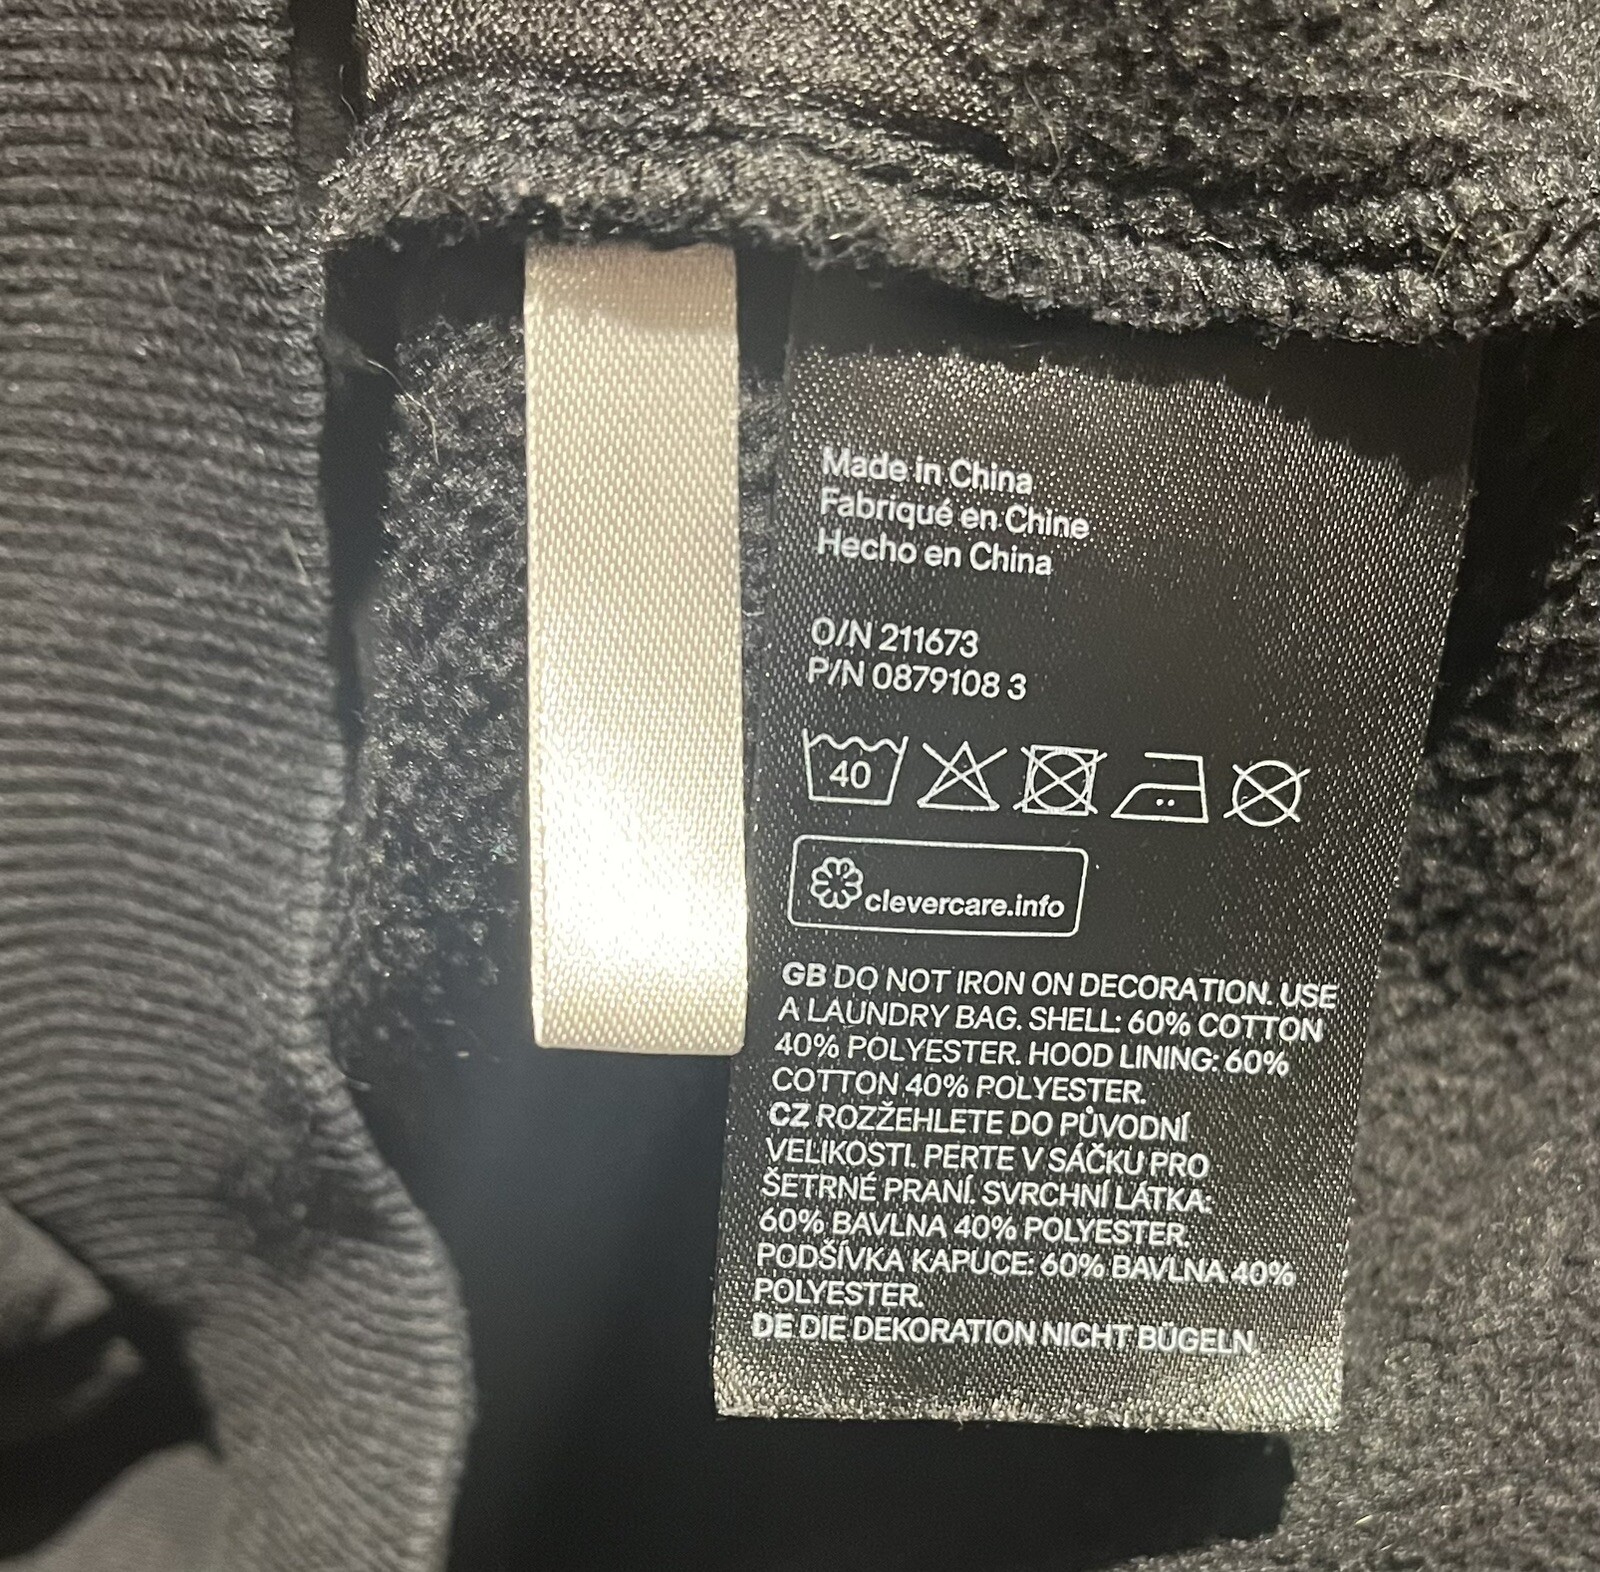 Made in China
Fabriqué en Chine
Hecho en China
O/N 211673
P/N 0879108 3
40
clevercare.info
GB DO NOT IRON ON DECORATION. USE
A LAUNDRY BAG. SHELL: 60% COTTON
40% POLYESTER. HOOD LINING: 60%
COTTON 40% POLYESTER.
CZ ROZŽEHLETE DO PŮVODNÍ
VELIKOSTI. PERTE V SÁČKU PRO
ŠETRNÉ PRANÍ. SVRCHNÍ LÁTKA:
60% BAVLNA 40% POLYESTER.
PODŠÍVKA KAPUCE: 60% BAVLNA 40%
POLYESTER.
DE DIE DEKORATION NICHT BÜGELN.